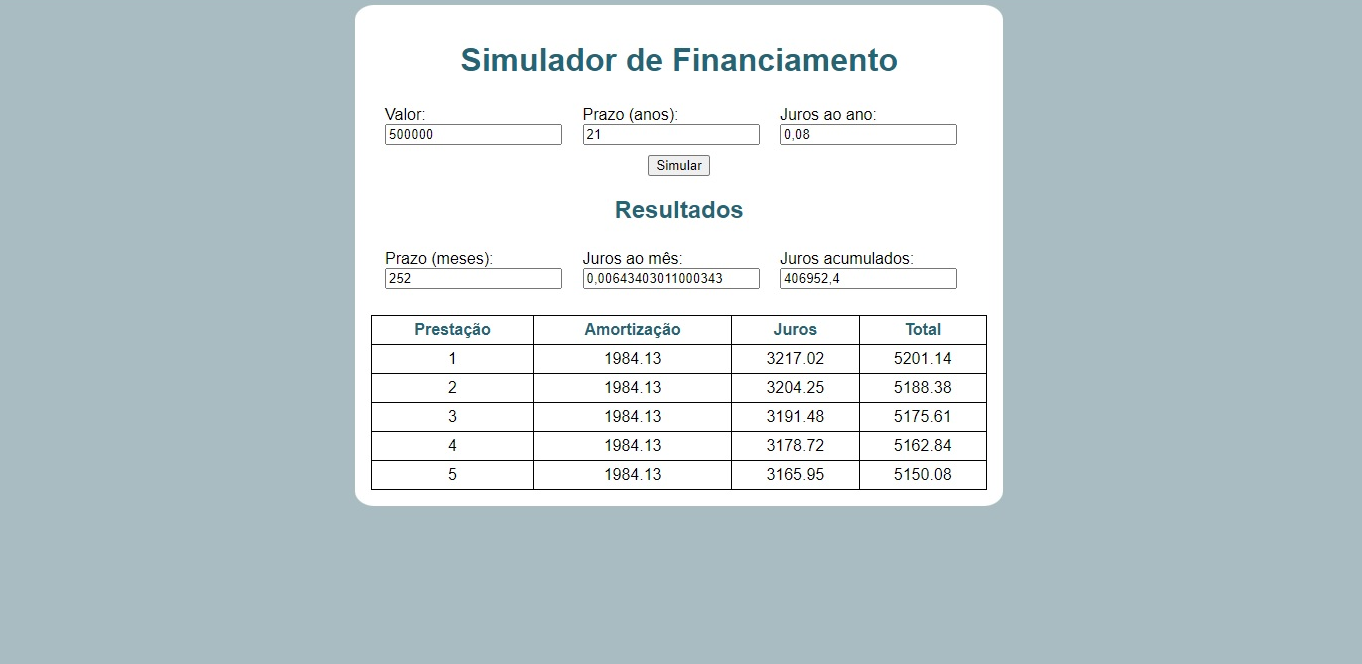 Simulador de Financiamento
Valor: Prazo (anos): Juros ao ano:
500000 21 0,08
Simular
Resultados
Prazo (meses): Juros ao mês: Juros acumulados:
252 0,00643403011000343 406952,4
Prestação Amortização Juros Total
1 1984.13 3217.02 5201.14
2 1984.13 3204.25 5188.38
3 1984.13 3191.48 5175.61
4 1984.13 3178.72 5162.84
5 1984.13 3165.95 5150.08